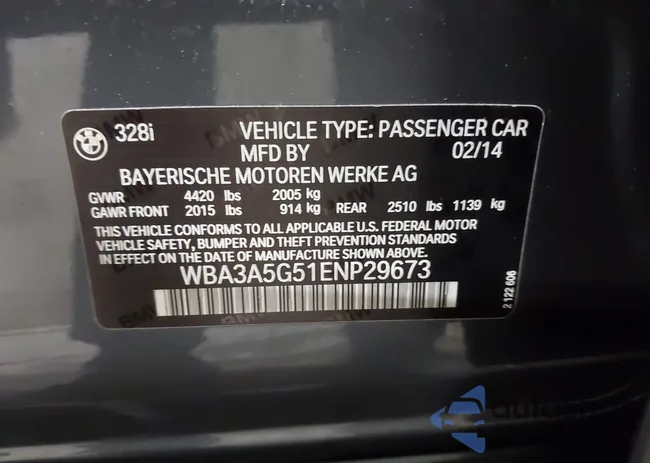 328i VEHICLE TYPE: PASSENGER CAR
MFD BY 02/14
BAYERISCHE MOTOREN WERKE AG
GVWR 4420 lbs 2005 kg
GAWR FRONT 2015 lbs 914 kg REAR 2510 lbs 1139 kg
THIS VEHICLE CONFORMS TO ALL APPLICABLE U.S. FEDERAL MOTOR
VEHICLE SAFETY, BUMPER AND THEFT PREVENTION STANDARDS
IN EFFECT ON THE DATE OF MANUFACTURE SHOWN ABOVE.
WBA3A5G51ENP29673
2 122 606